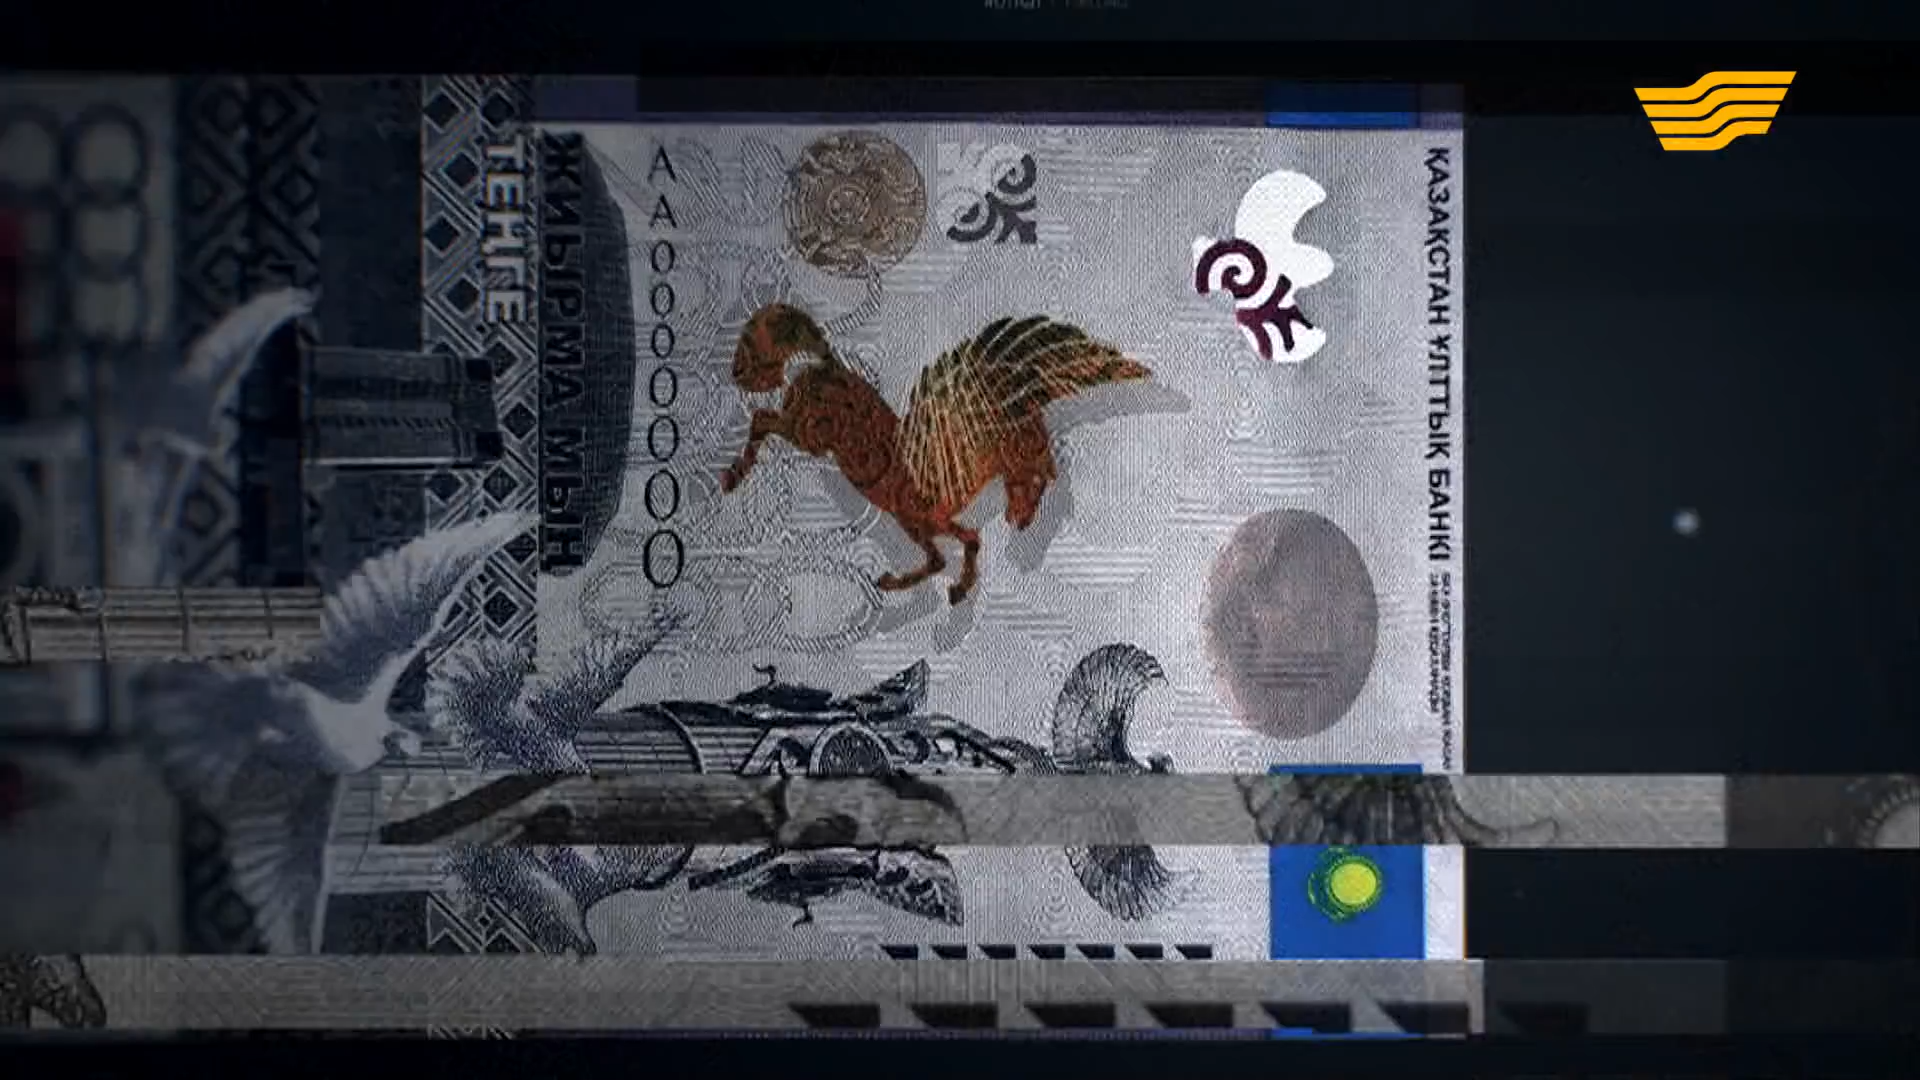 ТЕҢГЕ
ЖИЫРМА МЫҢ
АА0000000
ҚАЗАҚСТАН ҰЛТТЫҚ БАНКІ